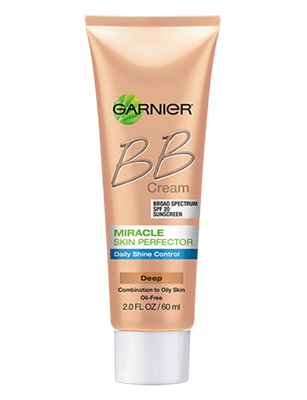 GARNIER
BB
Cream
BROAD SPECTRUM
SPF 20
SUNSCREEN
MIRACLE
SKIN PERFECTOR
Daily Shine Control
Deep
Combination to Oily Skin
Oil-Free
2.0 FL OZ / 60 ml